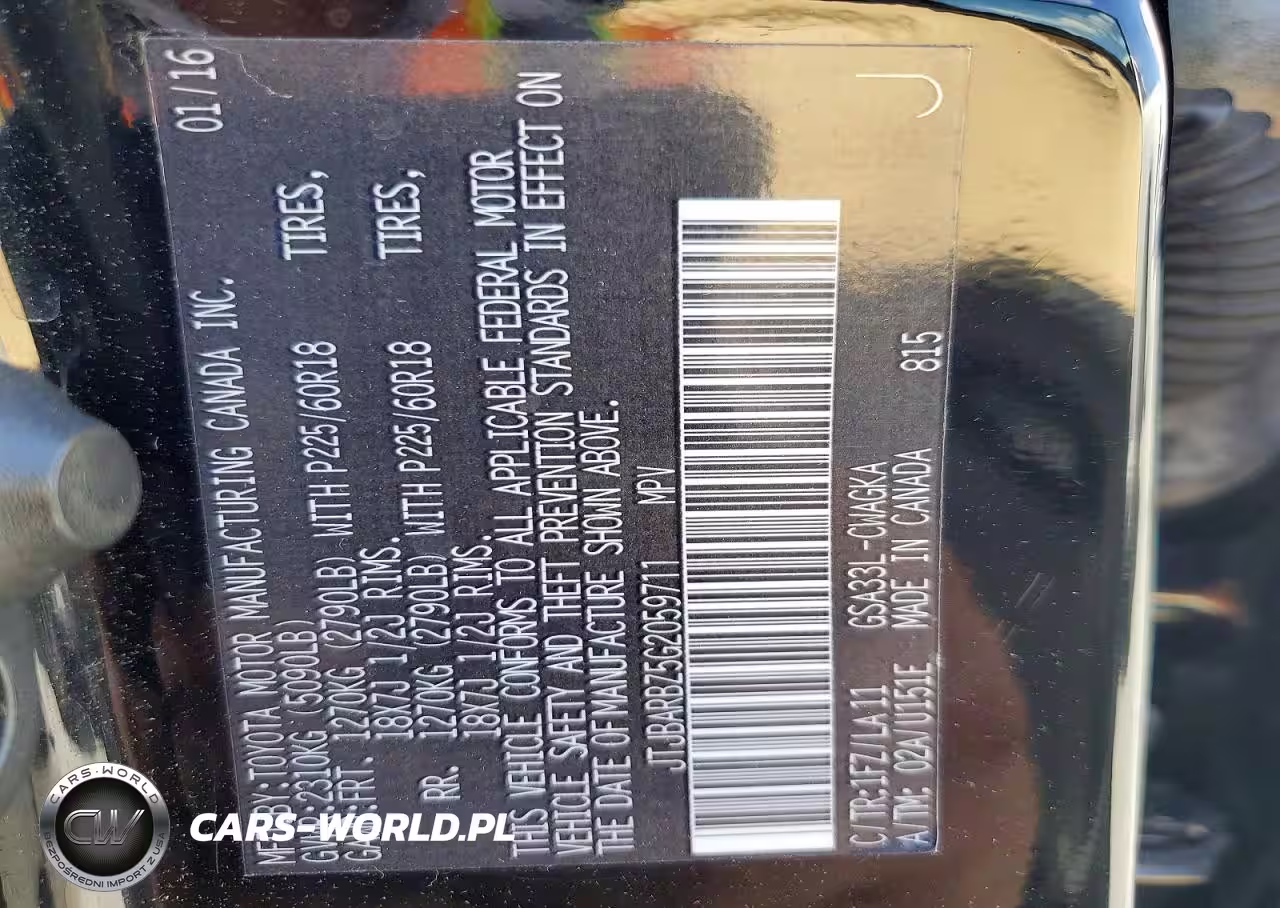 MFD.BY:TOYOTA MOTOR MANUFACTURING CANADA INC. 01/16
GVWR:2310KG (5090LB)
GAWR:FRT. 1270KG (2790LB) WITH P225/60R18 TIRES,
18X7J 1/2J RIMS.
RR. 1270KG (2790LB) WITH P225/60R18 TIRES,
18X7J 1/2J RIMS.
THIS VEHICLE CONFORMS TO ALL APPLICABLE FEDERAL MOTOR
VEHICLE SAFETY AND THEFT PREVENTION STANDARDS IN EFFECT ON
THE DATE OF MANUFACTURE SHOWN ABOVE.
JTJBARBZ5G2059711 MPV
C/TR:1F7/LA11 GSA33L-CWAGKA
A/TM: 02A/U151E MADE IN CANADA 815
CARS-WORLD
CW
BEZPOŚREDNI IMPORT Z USA
CARS-WORLD.PL